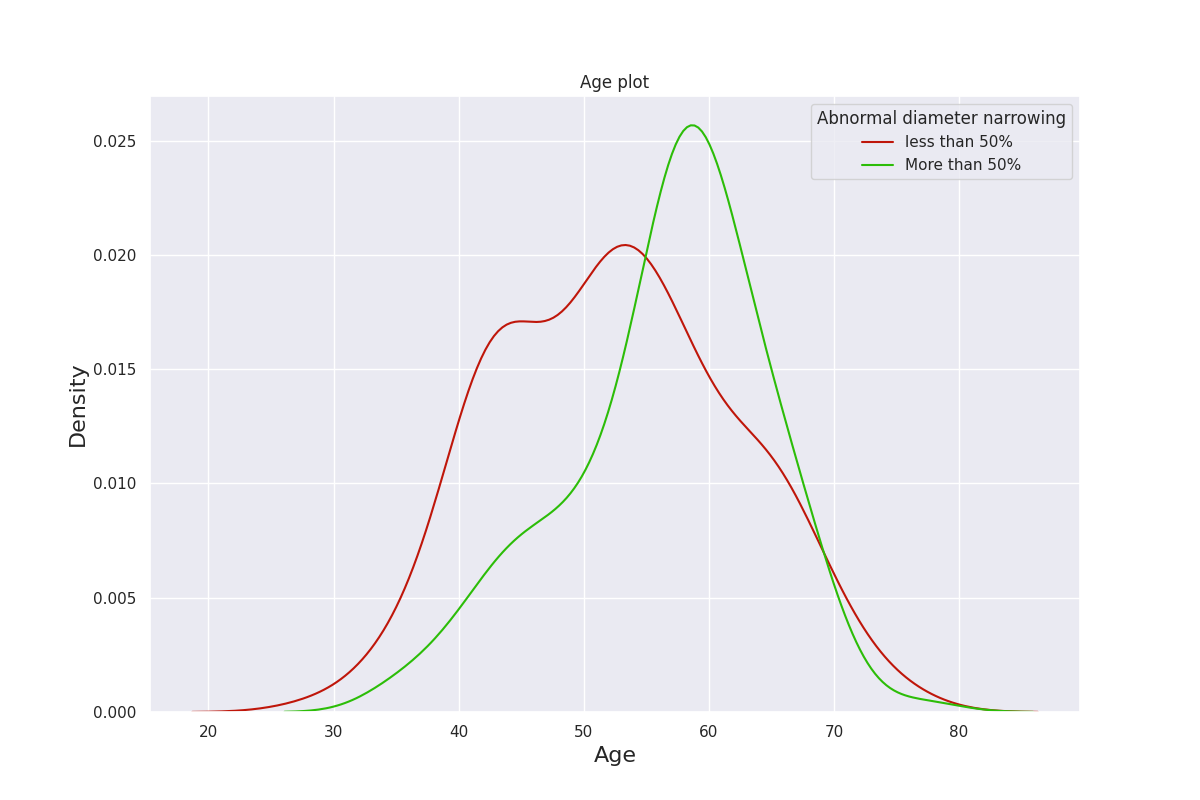 Age plot
Abnormal diameter narrowing
less than 50%
More than 50%
0.025
0.020
0.015
0.010
0.005
0.000
Density
20 30 40 50 60 70 80
Age